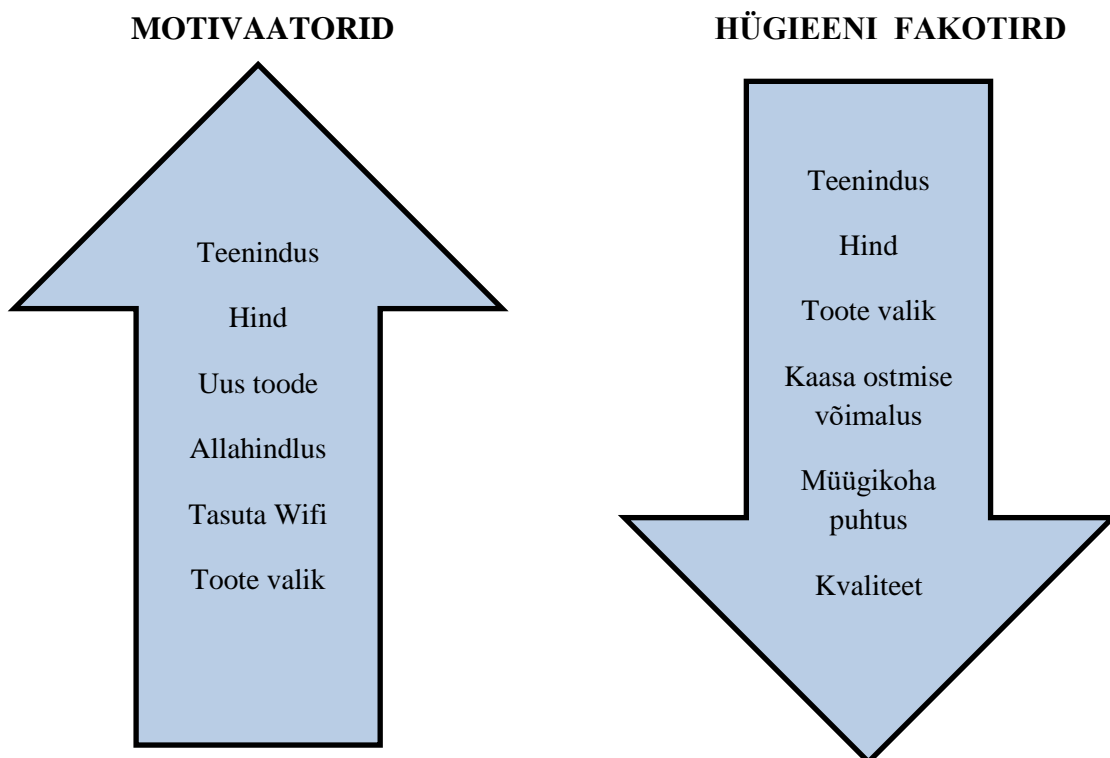 MOTIVAATORID
Teenindus
Hind
Uus toode
Allahindlus
Tasuta Wifi
Toote valik
HÜGIEENI FAKOTIRD
Teenindus
Hind
Toote valik
Kaasa ostmise
võimalus
Müügikoha
puhtus
Kvaliteet